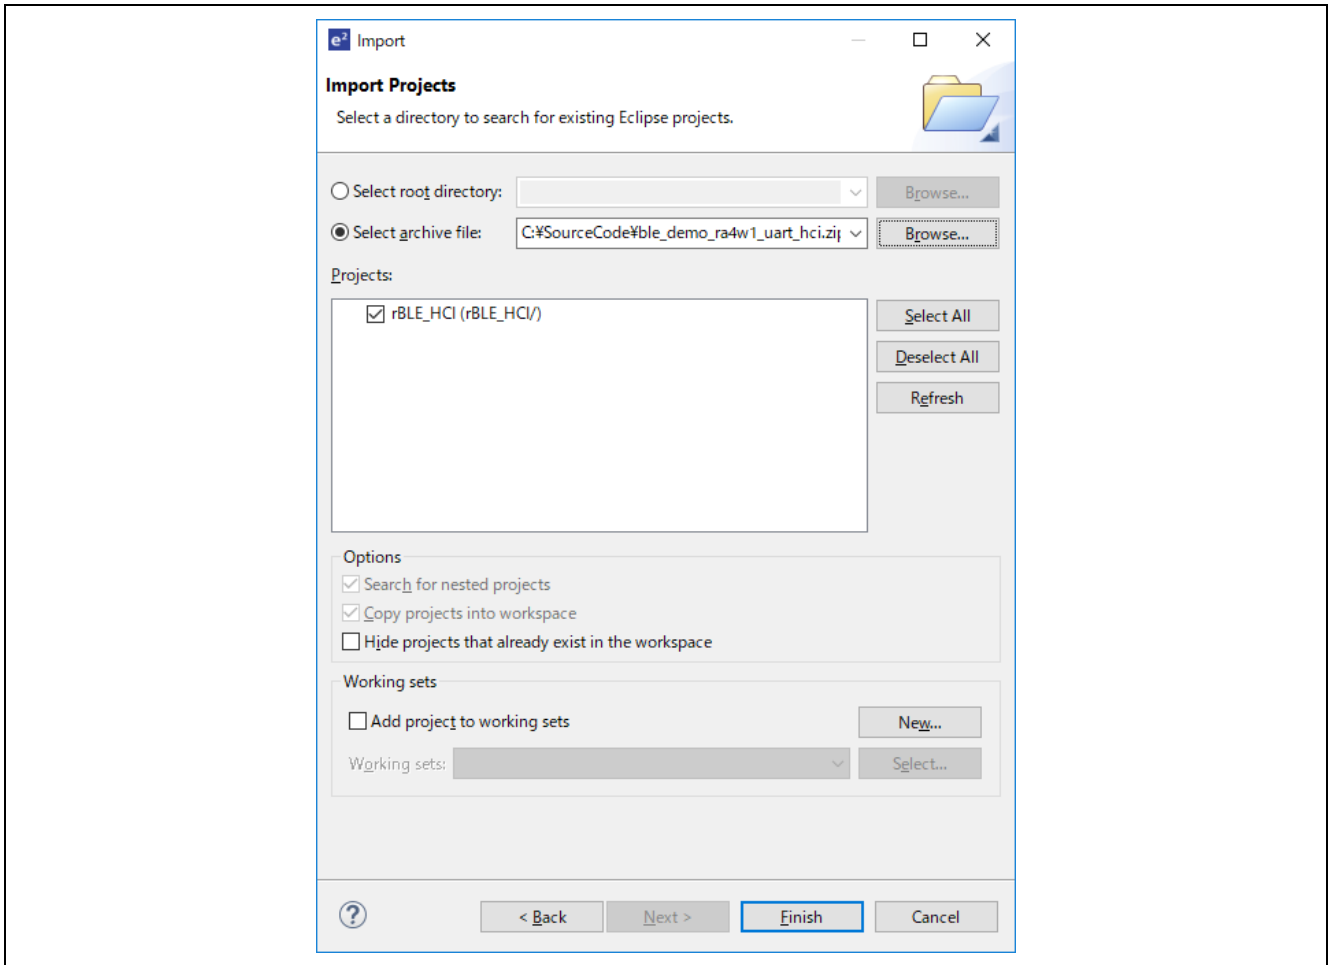 e² Import
Import Projects
Select a directory to search for existing Eclipse projects.
Select root directory:
Browse...
Select archive file:
C:¥SourceCode¥ble_demo_ra4w1_uart_hci.zip
Browse...
Projects:
rBLE_HCI (rBLE_HCI/)
Select All
Deselect All
Refresh
Options
Search for nested projects
Copy projects into workspace
Hide projects that already exist in the workspace
Working sets
Add project to working sets
New...
Working sets:
Select...
?
< Back
Next >
Finish
Cancel